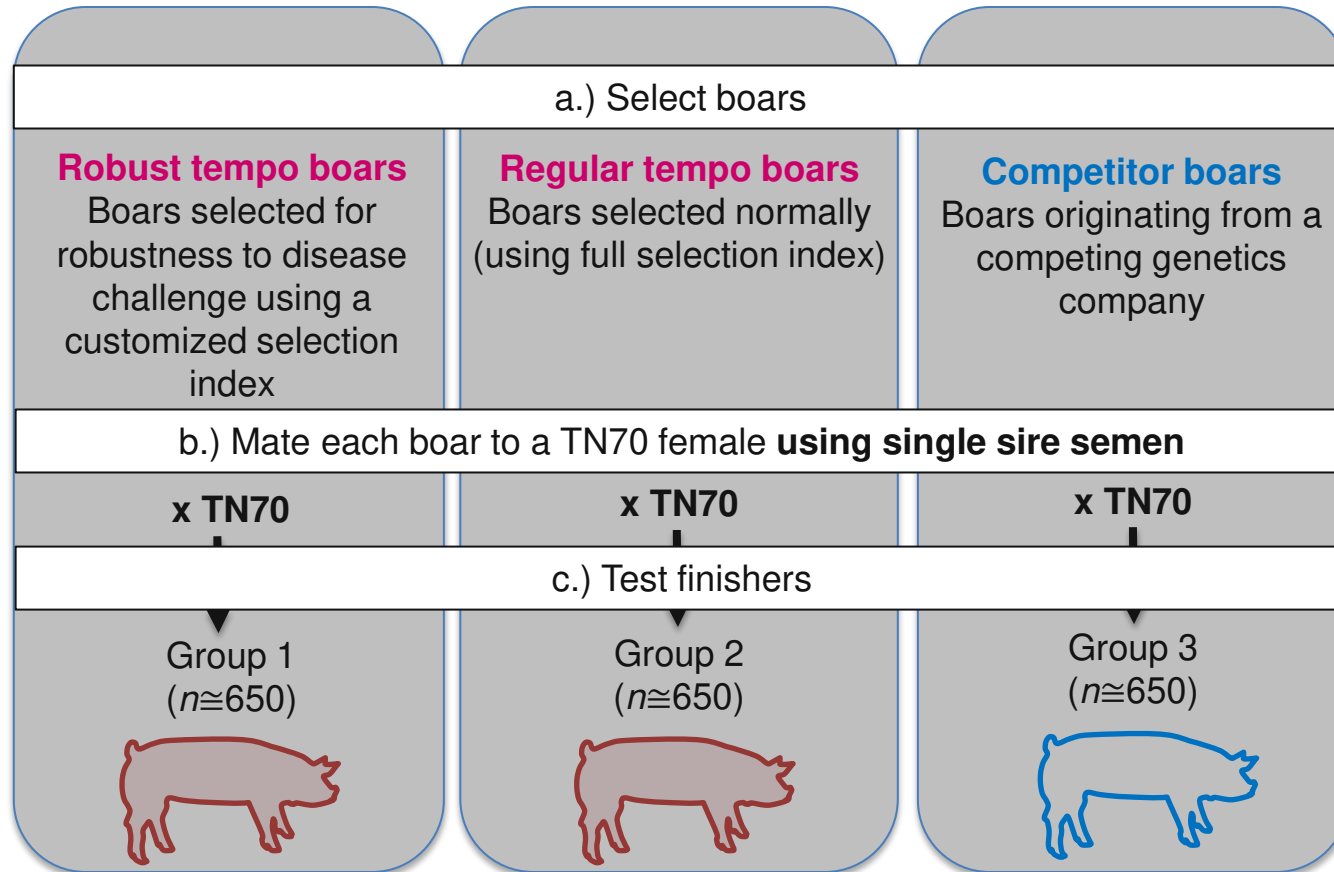 a.) Select boars
Robust tempo boars
Boars selected for
robustness to disease
challenge using a
customized selection
index
Regular tempo boars
Boars selected normally
(using full selection index)
Competitor boars
Boars originating from a
competing genetics
company
b.) Mate each boar to a TN70 female using single sire semen
x TN70
x TN70
x TN70
c.) Test finishers
Group 1
(n≅650)
Group 2
(n≅650)
Group 3
(n≅650)